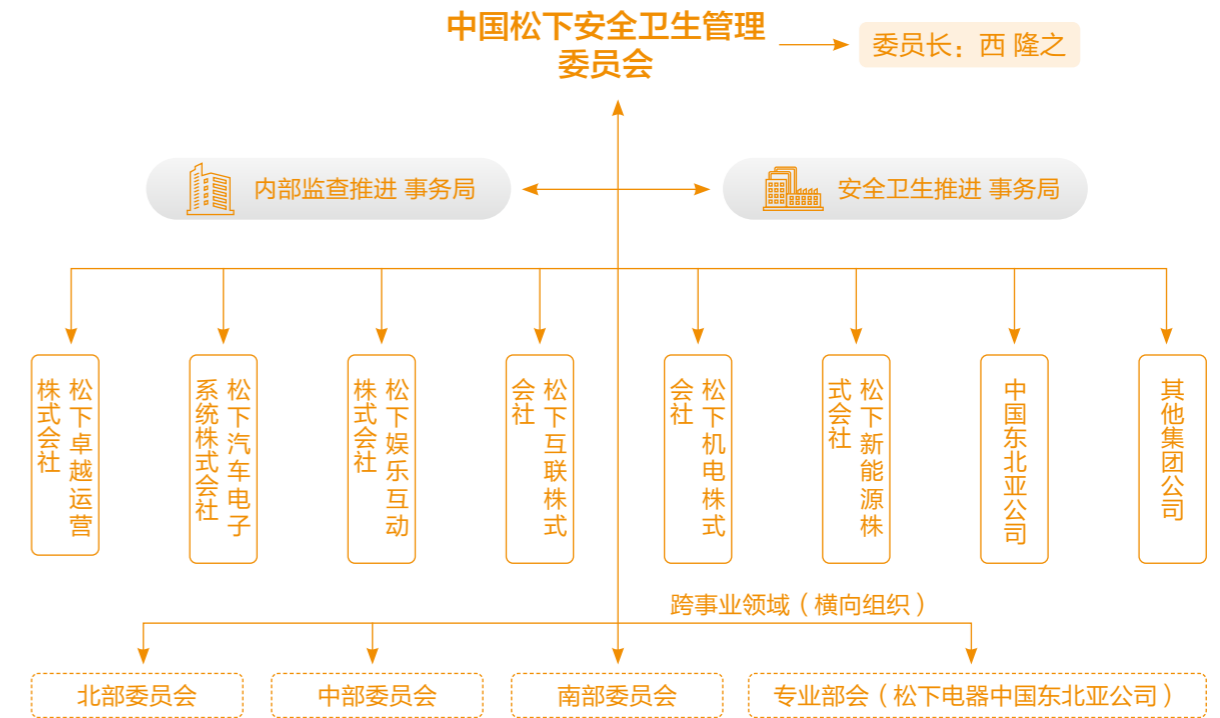 中国松下安全卫生管理
委员会
委员长：西 隆之
内部监查推进 事务局
安全卫生推进 事务局
松下卓越运营
株式会社
松下汽车电子
系统株式会社
松下娱乐互动
株式会社
松下互联株式
会社
松下机电株式
会社
松下新能源株
式会社
中国东北亚公司
其他集团公司
跨事业领域（横向组织）
北部委员会
中部委员会
南部委员会
专业部会（松下电器中国东北亚公司）